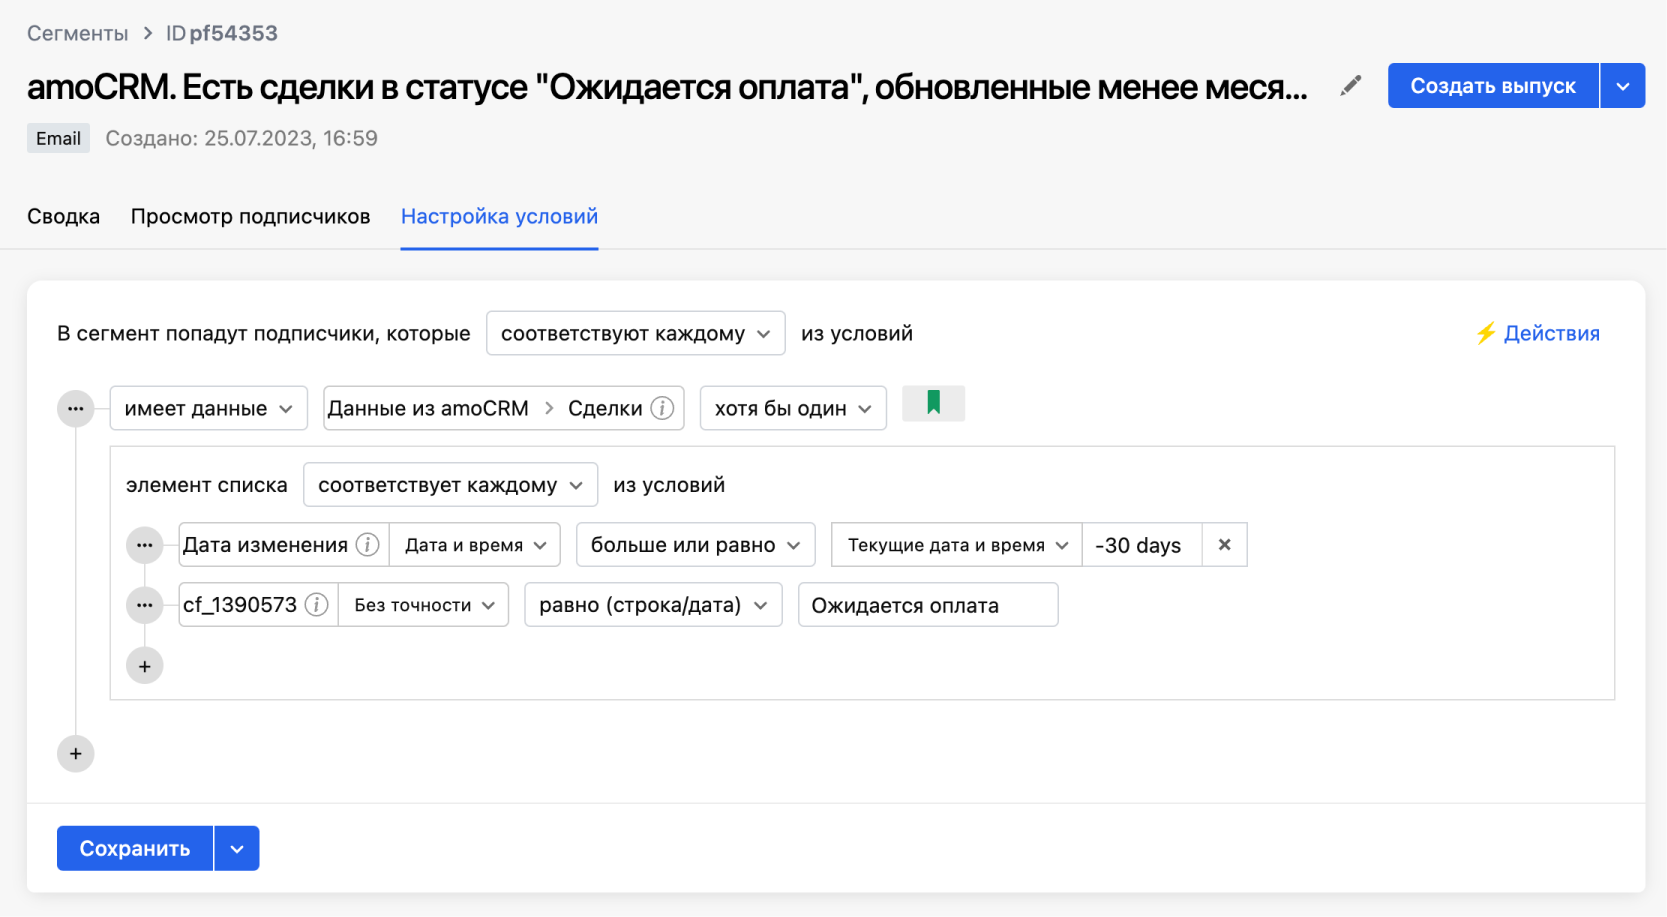 Сегменты > ID pf54353
amoCRM. Есть сделки в статусе "Ожидается оплата", обновленные менее меся...
Создать выпуск
Email Создано: 25.07.2023, 16:59
Сводка Просмотр подписчиков Настройка условий
В сегмент попадут подписчики, которые соответствуют каждому из условий
Действия
имеет данные Данные из amoCRM > Сделки хотя бы один
элемент списка соответствует каждому из условий
Дата изменения Дата и время больше или равно Текущие дата и время -30 days
cf_1390573 Без точности равно (строка/дата) Ожидается оплата
Сохранить